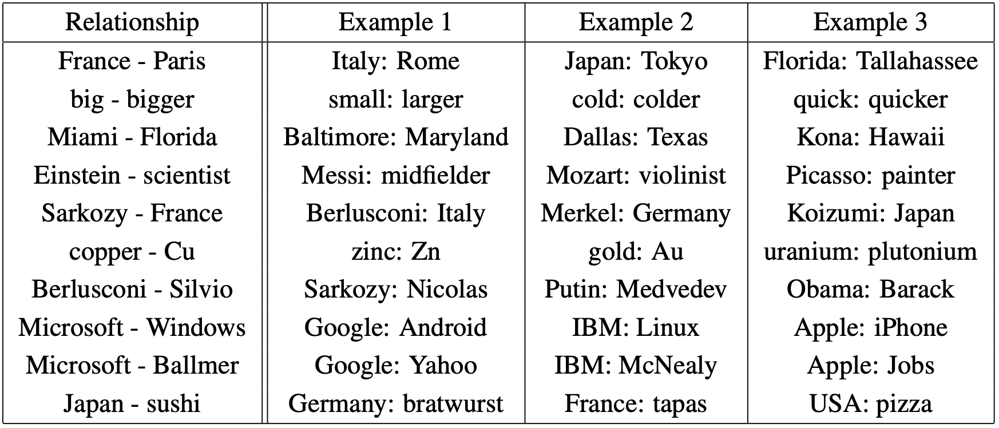 Relationship Example 1 Example 2 Example 3
France - Paris Italy: Rome Japan: Tokyo Florida: Tallahassee
big - bigger small: larger cold: colder quick: quicker
Miami - Florida Baltimore: Maryland Dallas: Texas Kona: Hawaii
Einstein - scientist Messi: midfielder Mozart: violinist Picasso: painter
Sarkozy - France Berlusconi: Italy Merkel: Germany Koizumi: Japan
copper - Cu zinc: Zn gold: Au uranium: plutonium
Berlusconi - Silvio Sarkozy: Nicolas Putin: Medvedev Obama: Barack
Microsoft - Windows Google: Android IBM: Linux Apple: iPhone
Microsoft - Ballmer Google: Yahoo IBM: McNealy Apple: Jobs
Japan - sushi Germany: bratwurst France: tapas USA: pizza